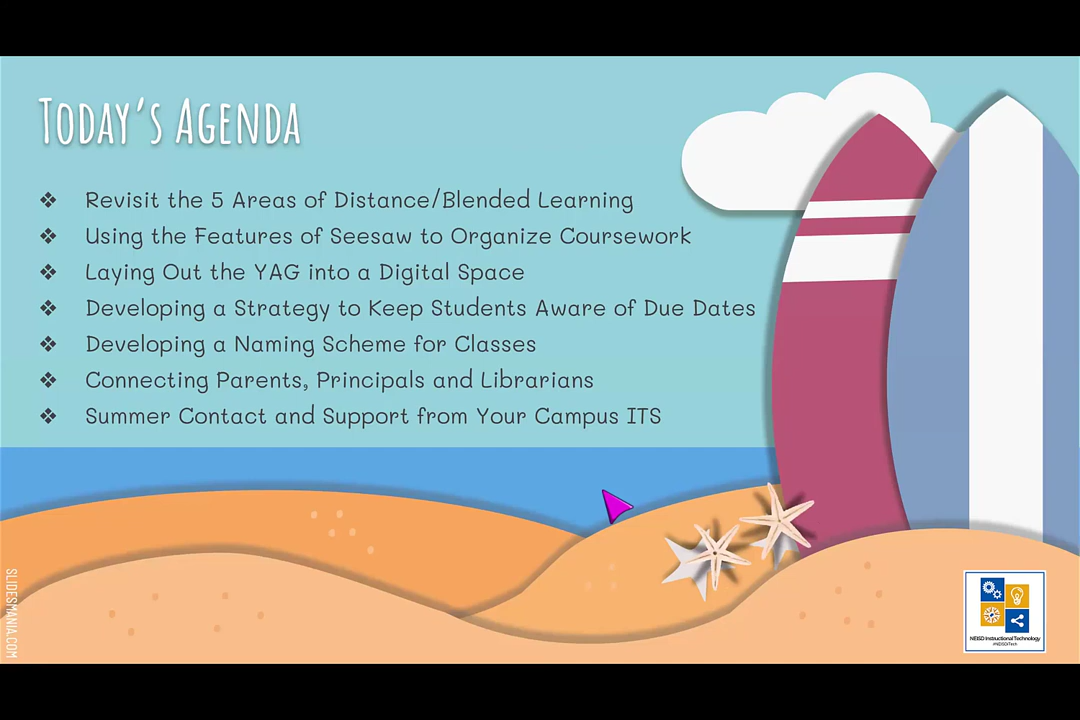 Today's Agenda
❖ Revisit the 5 Areas of Distance/Blended Learning
❖ Using the Features of Seesaw to Organize Coursework
❖ Laying Out the YAG into a Digital Space
❖ Developing a Strategy to Keep Students Aware of Due Dates
❖ Developing a Naming Scheme for Classes
❖ Connecting Parents, Principals and Librarians
❖ Summer Contact and Support from Your Campus ITS
SLIDESMANIA.COM
NEISD Instructional Technology
#NEISDiTech